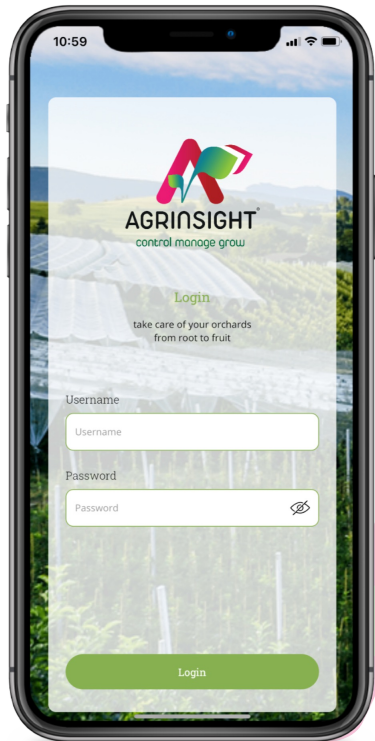 10:59
AGRINSIGHT®
control manage grow
Login
take care of your orchards
from root to fruit
Username
Username
Password
Password
Login